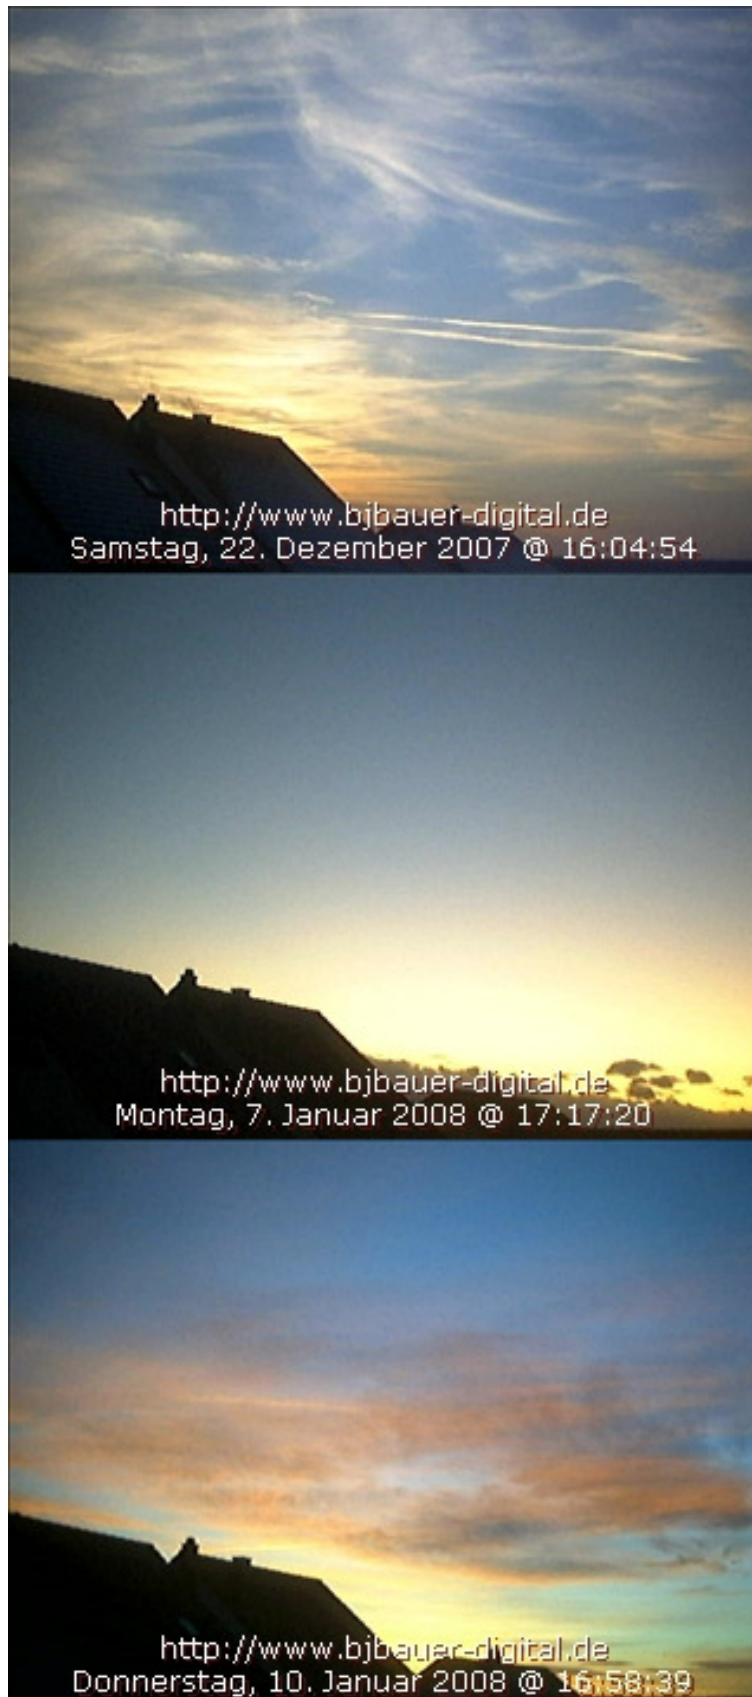 http://www.bjbauer-digital.de
Samstag, 22. Dezember 2007 @ 16:04:54
http://www.bjbauer-digital.de
Montag, 7. Januar 2008 @ 17:17:20
http://www.bjbauer-digital.de
Donnerstag, 10. Januar 2008 @ 16:58:39